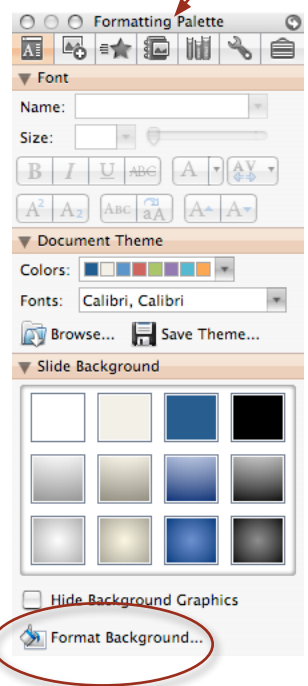 Formatting Palette
Font
Name:
Size:
B I U ABC A AV
A² A₂ ABC aA A A
Document Theme
Colors:
Fonts: Calibri, Calibri
Browse... Save Theme...
Slide Background
Hide Background Graphics
Format Background...